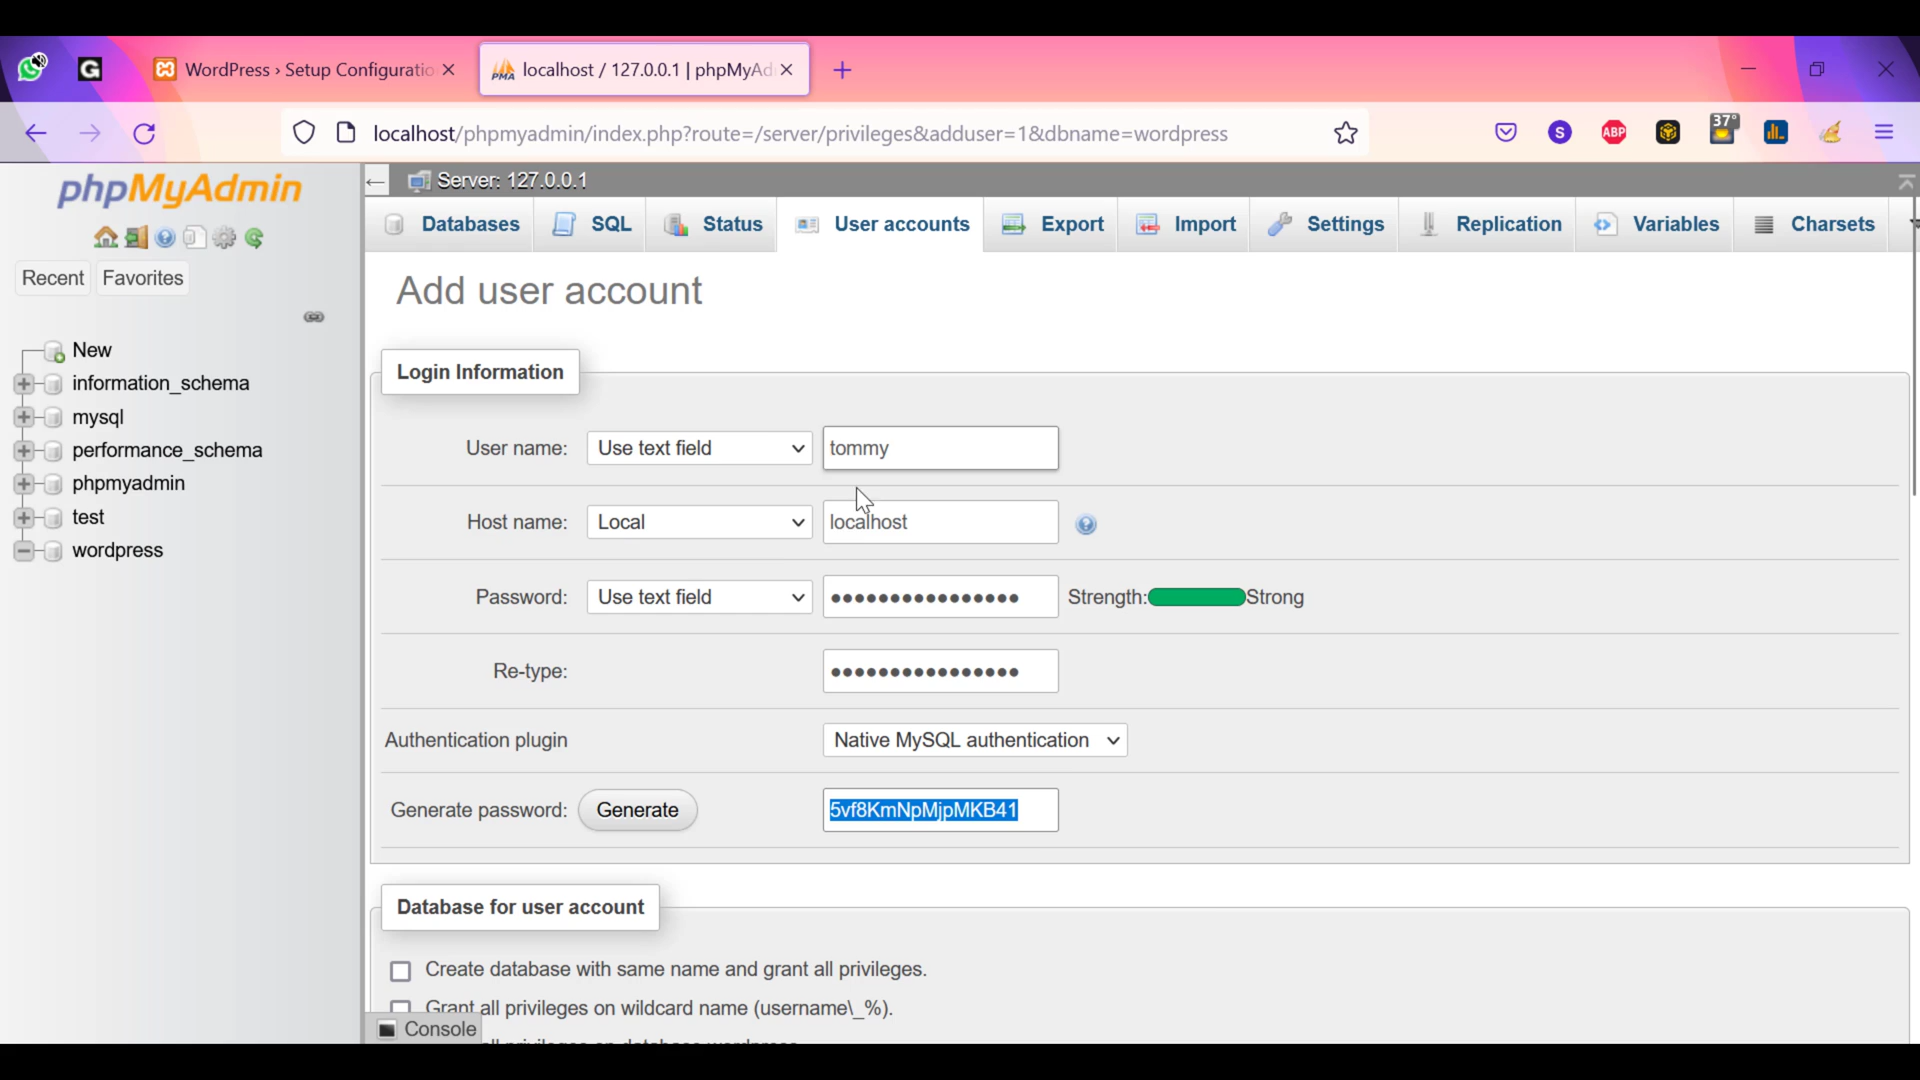 WordPress › Setup Configuratio
localhost / 127.0.0.1 | phpMyAd
localhost/phpmyadmin/index.php?route=/server/privileges&adduser=1&dbname=wordpress
S
ABP
37°
phpMyAdmin
Server: 127.0.0.1
Databases
SQL
Status
User accounts
Export
Import
Settings
Replication
Variables
Charsets
Recent
Favorites
New
information_schema
mysql
performance_schema
phpmyadmin
test
wordpress
Add user account
Login Information
User name: Use text field tommy
Host name: Local localhost
Password: Use text field Strength: Strong
Re-type:
Authentication plugin Native MySQL authentication
Generate password: Generate 5vf8KmNpMjpMKB41
Database for user account
Create database with same name and grant all privileges.
Grant all privileges on wildcard name (username\_%).
Console